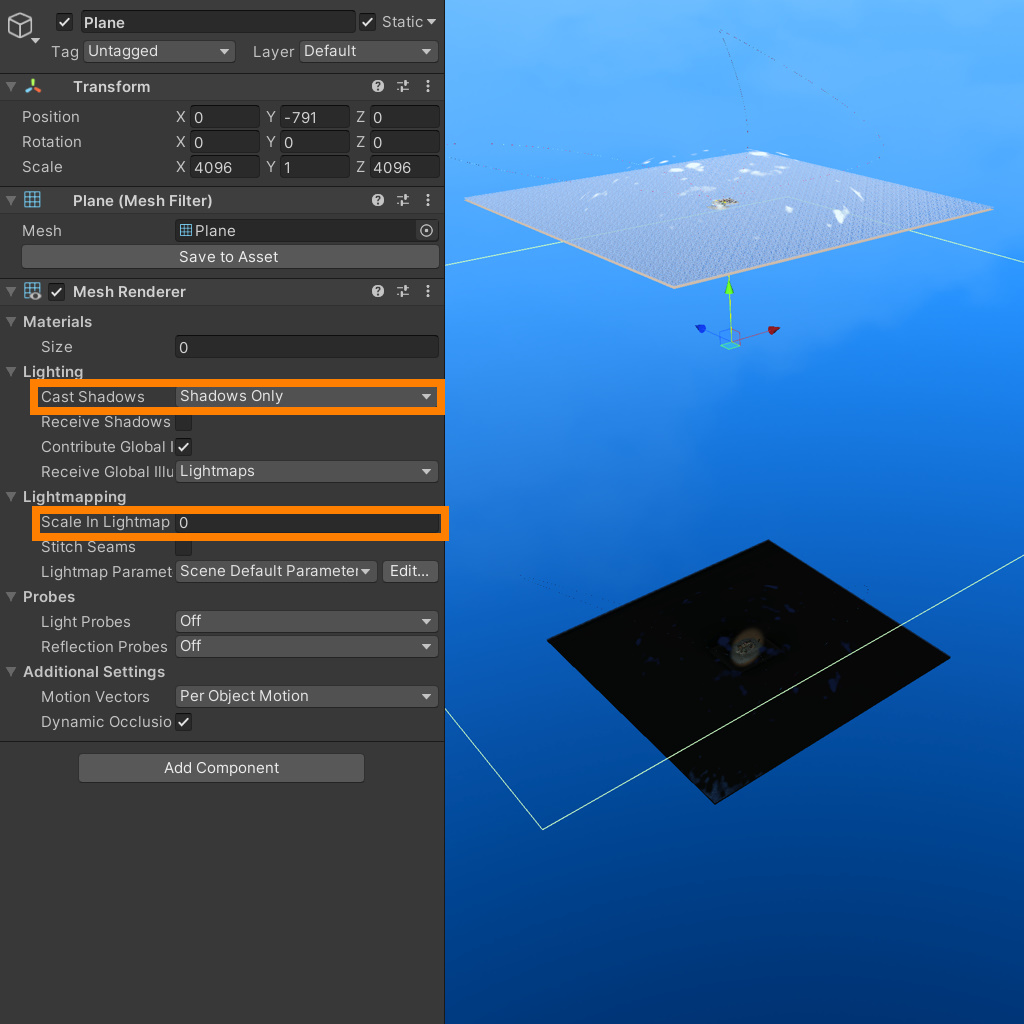 Plane Static
Tag Untagged Layer Default
Transform
Position X 0 Y -791 Z 0
Rotation X 0 Y 0 Z 0
Scale X 4096 Y 1 Z 4096
Plane (Mesh Filter)
Mesh Plane
Save to Asset
Mesh Renderer
Materials
Size 0
Lighting
Cast Shadows Shadows Only
Receive Shadows
Contribute Global I
Receive Global Illu Lightmaps
Lightmapping
Scale In Lightmap 0
Stitch Seams
Lightmap Paramet Scene Default Parameter Edit...
Probes
Light Probes Off
Reflection Probes Off
Additional Settings
Motion Vectors Per Object Motion
Dynamic Occlusio
Add Component